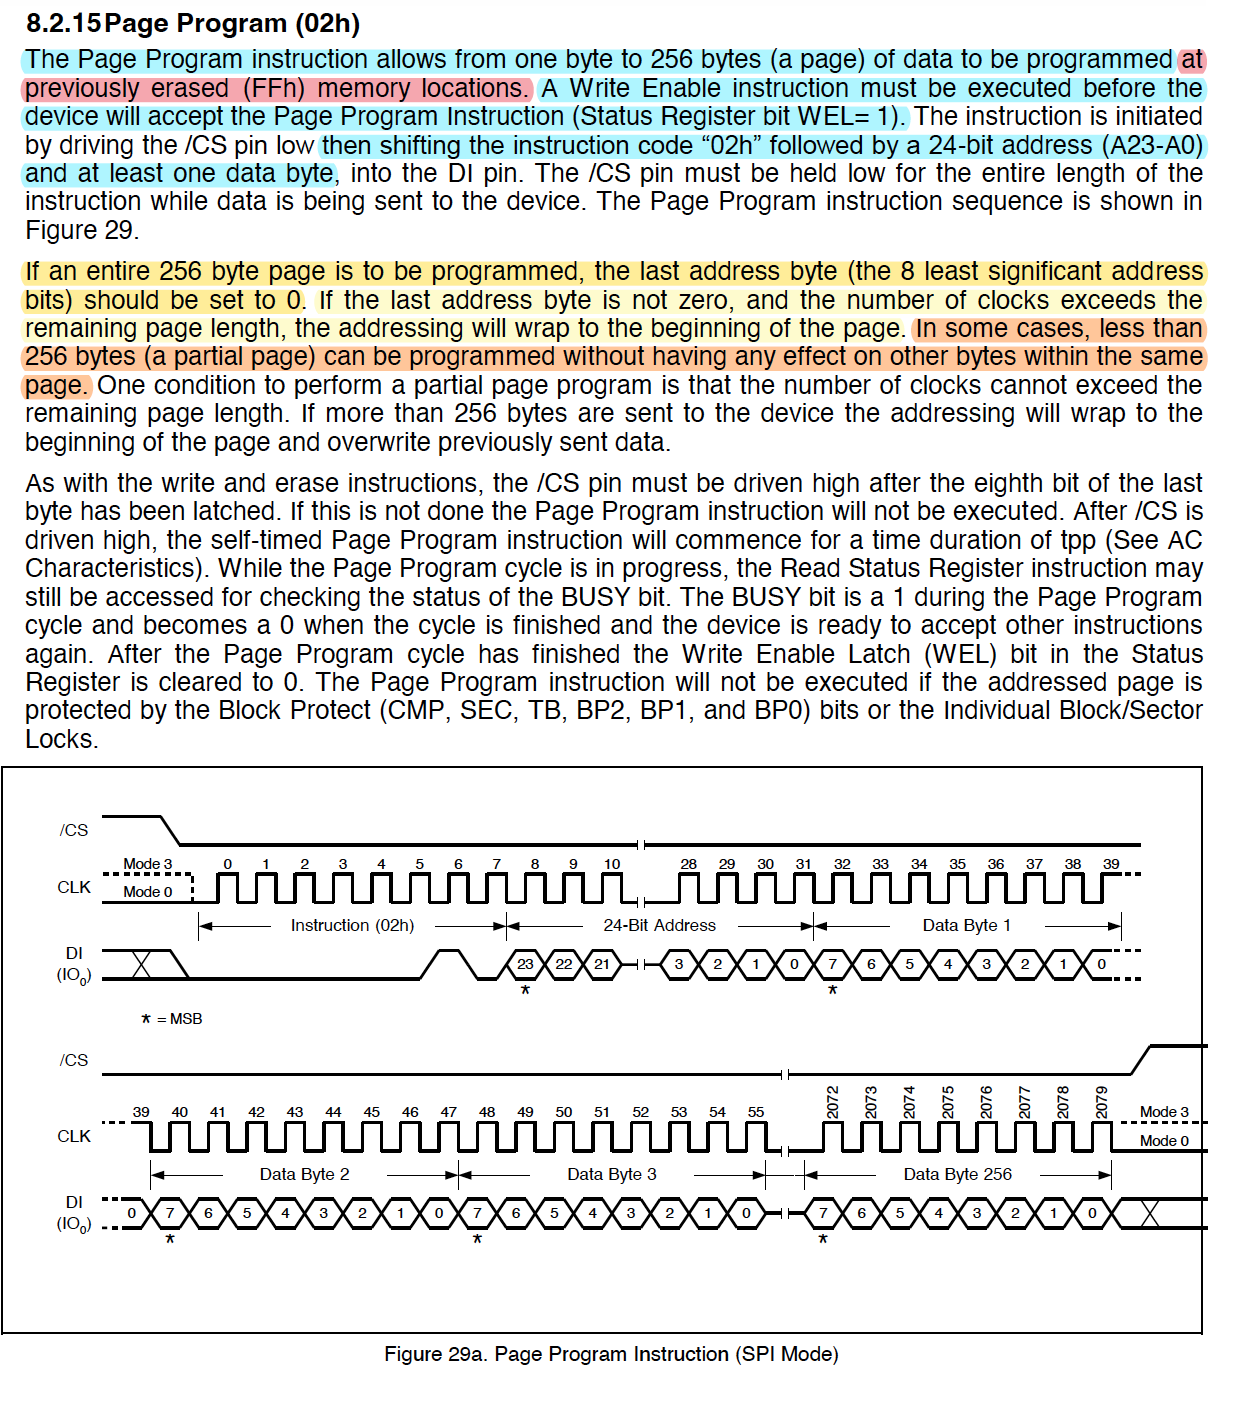 8.2.15 Page Program (02h)
The Page Program instruction allows from one byte to 256 bytes (a page) of data to be programmed at
previously erased (FFh) memory locations. A Write Enable instruction must be executed before the
device will accept the Page Program Instruction (Status Register bit WEL= 1). The instruction is initiated
by driving the /CS pin low then shifting the instruction code “02h” followed by a 24-bit address (A23-A0)
and at least one data byte, into the DI pin. The /CS pin must be held low for the entire length of the
instruction while data is being sent to the device. The Page Program instruction sequence is shown in
Figure 29.
If an entire 256 byte page is to be programmed, the last address byte (the 8 least significant address
bits) should be set to 0. If the last address byte is not zero, and the number of clocks exceeds the
remaining page length, the addressing will wrap to the beginning of the page. In some cases, less than
256 bytes (a partial page) can be programmed without having any effect on other bytes within the same
page. One condition to perform a partial page program is that the number of clocks cannot exceed the
remaining page length. If more than 256 bytes are sent to the device the addressing will wrap to the
beginning of the page and overwrite previously sent data.
As with the write and erase instructions, the /CS pin must be driven high after the eighth bit of the last
byte has been latched. If this is not done the Page Program instruction will not be executed. After /CS is
driven high, the self-timed Page Program instruction will commence for a time duration of tpp (See AC
Characteristics). While the Page Program cycle is in progress, the Read Status Register instruction may
still be accessed for checking the status of the BUSY bit. The BUSY bit is a 1 during the Page Program
cycle and becomes a 0 when the cycle is finished and the device is ready to accept other instructions
again. After the Page Program cycle has finished the Write Enable Latch (WEL) bit in the Status
Register is cleared to 0. The Page Program instruction will not be executed if the addressed page is
protected by the Block Protect (CMP, SEC, TB, BP2, BP1, and BP0) bits or the Individual Block/Sector
Locks.
/CS
Mode 3 0 1 2 3 4 5 6 7 8 9 10 28 29 30 31 32 33 34 35 36 37 38 39
CLK Mode 0
Instruction (02h) 24-Bit Address Data Byte 1
DI
(IO0)
23 22 21 3 2 1 0 7 6 5 4 3 2 1 0
* *
* = MSB
/CS
39 40 41 42 43 44 45 46 47 48 49 50 51 52 53 54 55 2072 2073 2074 2075 2076 2077 2078 2079 Mode 3
CLK Mode 0
Data Byte 2 Data Byte 3 Data Byte 256
DI
(IO0)
0 7 6 5 4 3 2 1 0 7 6 5 4 3 2 1 0 7 6 5 4 3 2 1 0
* * *
Figure 29a. Page Program Instruction (SPI Mode)